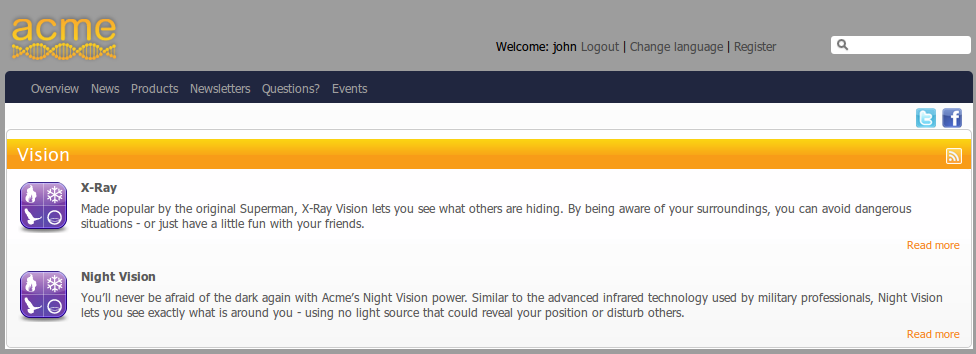 acme
Welcome: john Logout | Change language | Register
Overview News Products Newsletters Questions? Events
Vision
X-Ray
Made popular by the original Superman, X-Ray Vision lets you see what others are hiding. By being aware of your surroundings, you can avoid dangerous
situations - or just have a little fun with your friends.
Read more
Night Vision
You’ll never be afraid of the dark again with Acme’s Night Vision power. Similar to the advanced infrared technology used by military professionals, Night Vision
lets you see exactly what is around you - using no light source that could reveal your position or disturb others.
Read more